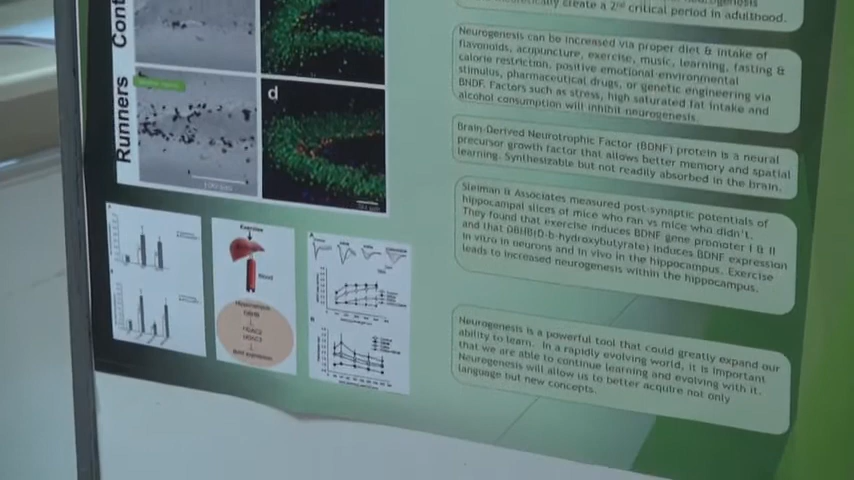 Cont
Runners
d
Exercise
Blood
Hippocampus
HDAC2
HDAC3
Bdnf expression
create a 2nd critical period in adulthood.
Neurogenesis can be increased via proper diet & intake of
flavonoids, acupuncture, exercise, music, learning, fasting &
calorie restriction, positive emotional environmental
stimulus, pharmaceutical drugs, or genetic engineering via
BNDF. Factors such as stress, high saturated fat intake and
alcohol consumption will inhibit neurogenesis.
Brain-Derived Neurotrophic Factor (BDNF) protein is a neural
precursor growth factor that allows better memory and spatial
learning. Synthesizable but not readily absorbed in the brain.
Sleiman & Associates measured post-synaptic potentials of
hippocampal slices of mice who ran vs mice who didn't.
They found that exercise induces BDNF gene promoter I & II
and that DBHB(D-b-hydroxybutyrate) induces BDNF expression
in vitro in neurons and in vivo in the hippocampus. Exercise
leads to increased neurogenesis within the hippocampus.
Neurogenesis is a powerful tool that could greatly expand our
ability to learn. In a rapidly evolving world, it is important
that we are able to continue learning and evolving with it.
Neurogenesis will allow us to better acquire not only
language but new concepts.